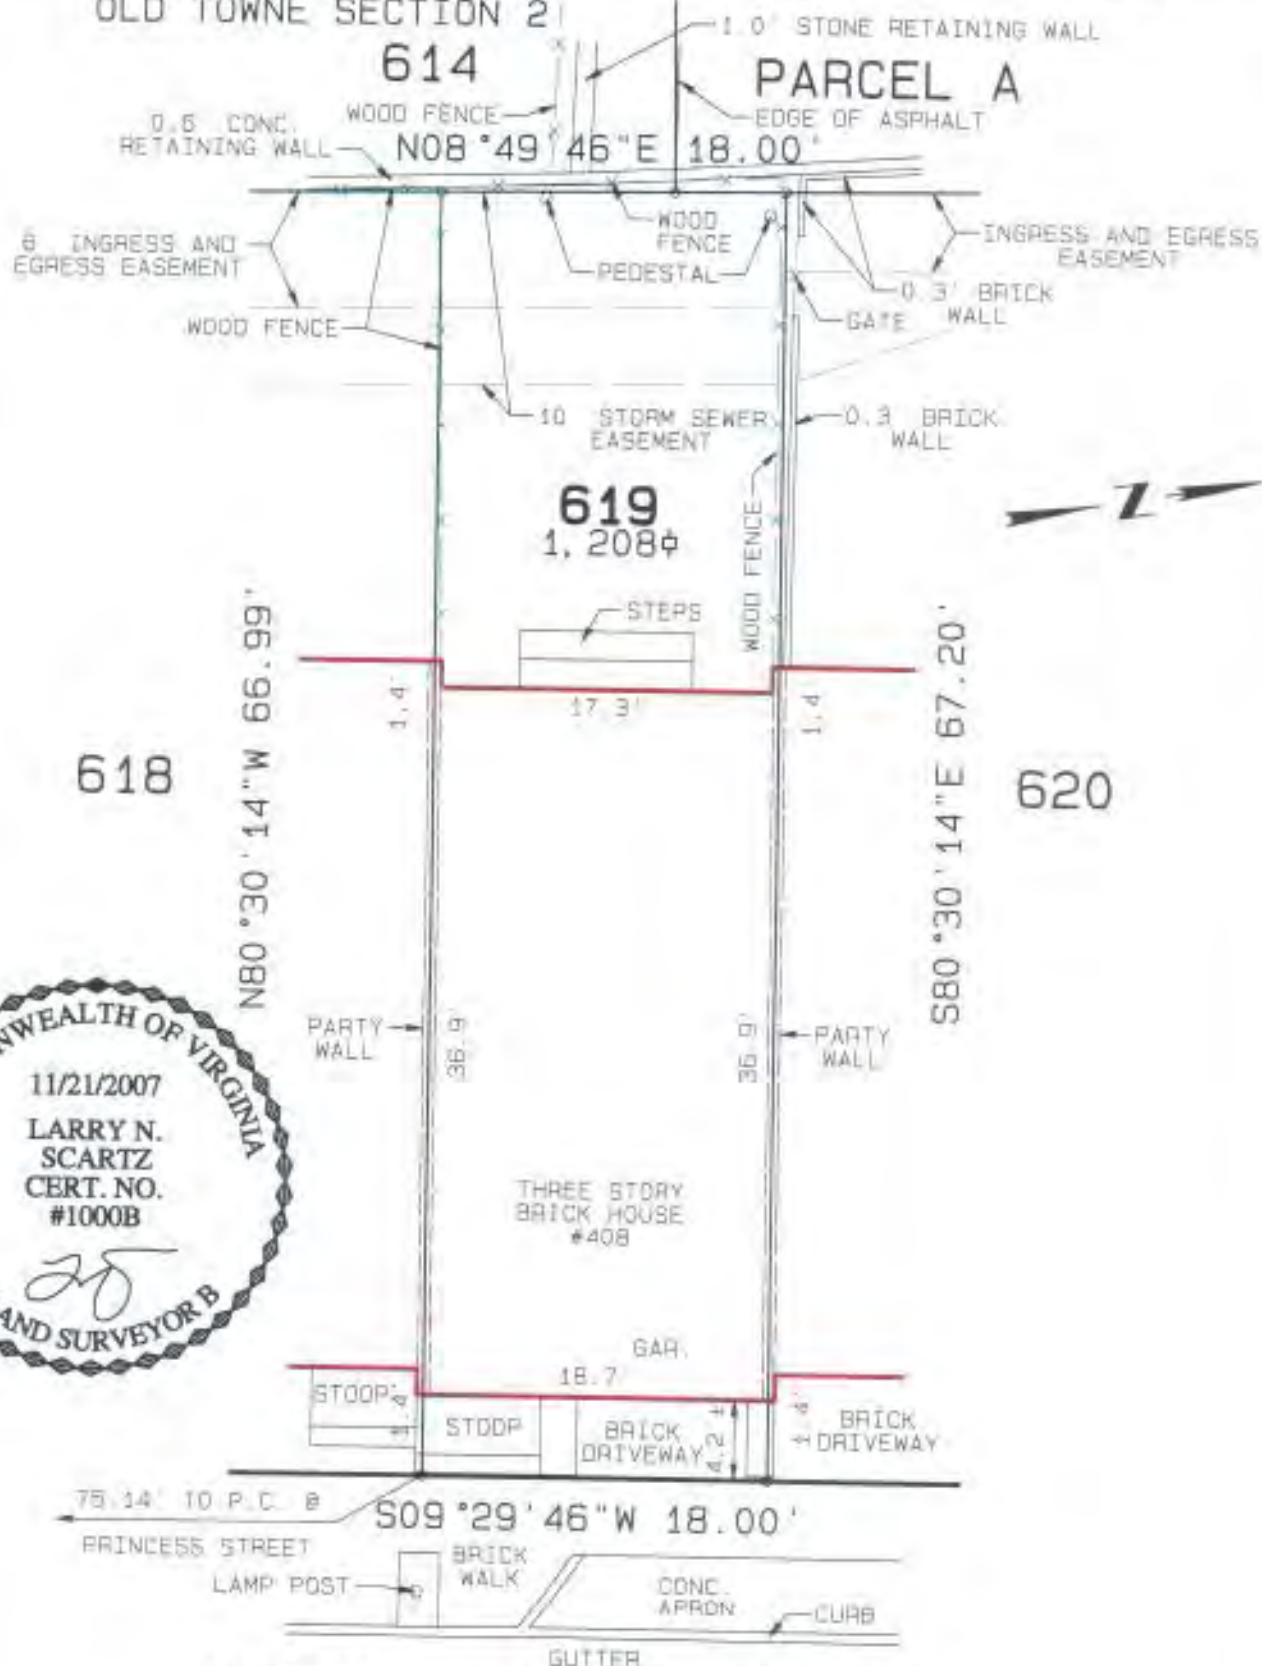 OLD TOWNE SECTION 2
614
1.0' STONE RETAINING WALL
PARCEL A
WOOD FENCE
EDGE OF ASPHALT
0.6 CONC.
RETAINING WALL
N08°49'46"E 18.00'
INGRESS AND
EGRESS EASEMENT
WOOD
FENCE
PEDESTAL
INGRESS AND EGRESS
EASEMENT
0.3' BRICK
WALL
GATE
WOOD FENCE
10 STORM SEWER
EASEMENT
0.3 BRICK
WALL
619
1,208
WOOD FENCE
Z
STEPS
N80°30'14"W 66.99'
S80°30'14"E 67.20'
1.4'
17.3'
1.4
618
620
PARTY
WALL
36.9'
36.9'
PARTY
WALL
11/21/2007
LARRY N.
SCARTZ
CERT. NO.
#1000B
NWEALTH OF VIRGINIA
AND SURVEYOR B
THREE STORY
BRICK HOUSE
#408
GAR.
18.7
STOOP
1.4'
STOOP
BRICK
DRIVEWAY
4.2'±
1.4'
BRICK
DRIVEWAY
75.14' TO P.C. @
PRINCESS STREET
S09°29'46"W 18.00'
LAMP POST
BRICK
WALK
CONC.
APRON
CURB
GUTTER